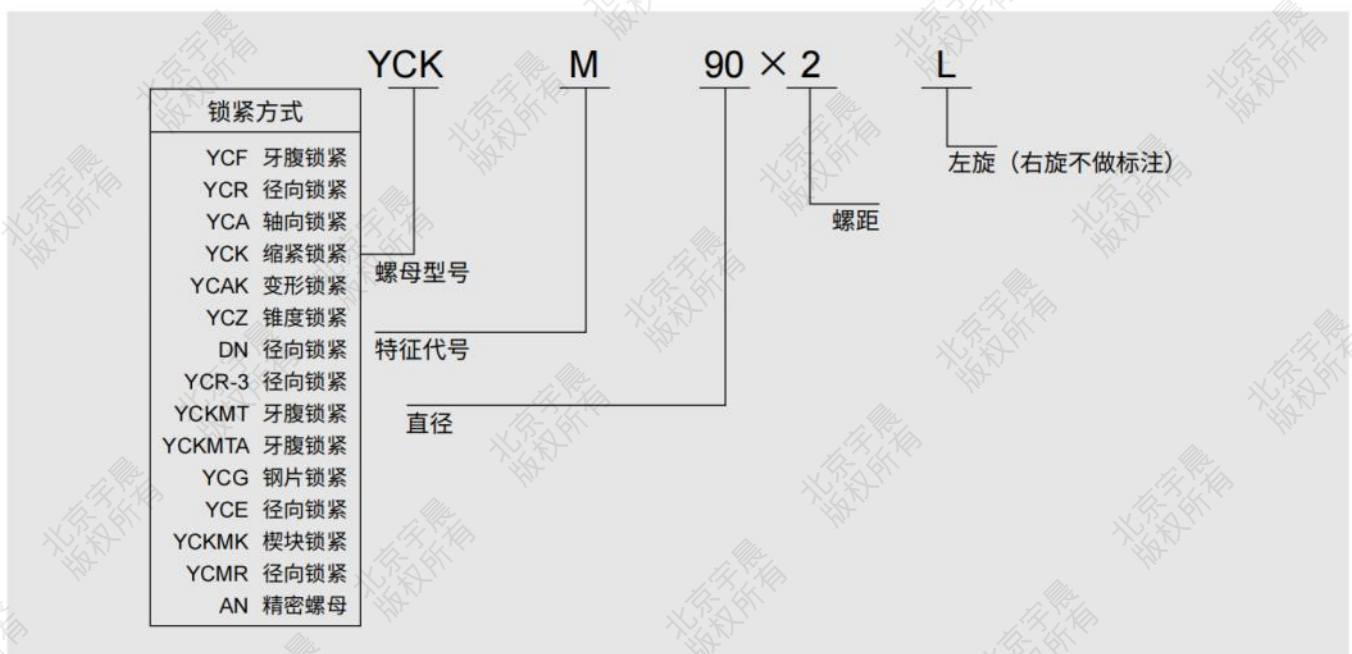 YCK M 90 × 2 L
锁紧方式
YCF 牙腹锁紧
YCR 径向锁紧
YCA 轴向锁紧
YCK 缩紧锁紧
YCAK 变形锁紧
YCZ 锥度锁紧
DN 径向锁紧
YCR-3 径向锁紧
YCKMT 牙腹锁紧
YCKMTA 牙腹锁紧
YCG 钢片锁紧
YCE 径向锁紧
YCKMK 楔块锁紧
YCMR 径向锁紧
AN 精密螺母
左旋（右旋不做标注）
螺距
螺母型号
特征代号
直径
北京宇晨
版权所有